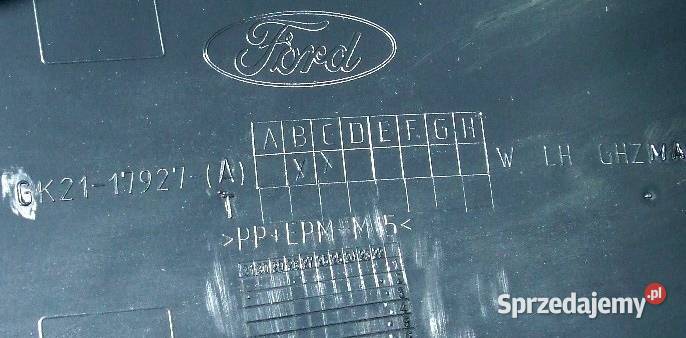 Ford
A B C D E F G H
GK21-17927-(A) X X W LH GHZMA
T
>PP+EPM-M15<
Sprzedajemy.pl